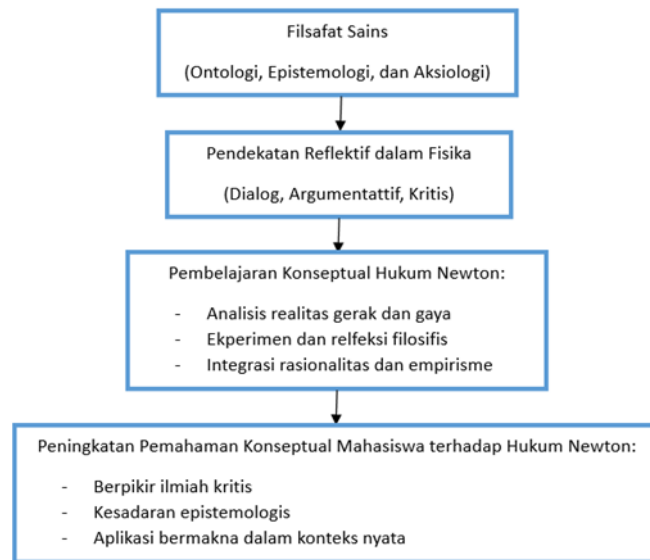 Filsafat Sains
(Ontologi, Epistemologi, dan Aksiologi)
Pendekatan Reflektif dalam Fisika
(Dialog, Argumentattif, Kritis)
Pembelajaran Konseptual Hukum Newton:
- Analisis realitas gerak dan gaya
- Ekperimen dan relfeksi filosifis
- Integrasi rasionalitas dan empirisme
Peningkatan Pemahaman Konseptual Mahasiswa terhadap Hukum Newton:
- Berpikir ilmiah kritis
- Kesadaran epistemologis
- Aplikasi bermakna dalam konteks nyata